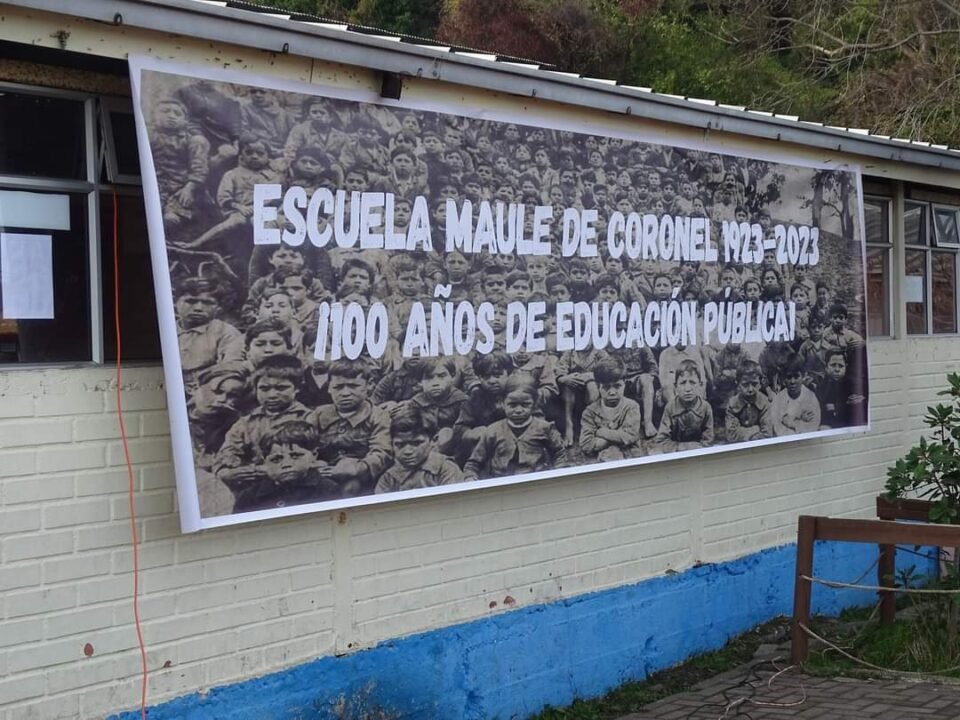 ESCUELA MAULE DE CORONEL 1923-2023
¡100 AÑOS DE EDUCACIÓN PÚBLICA!